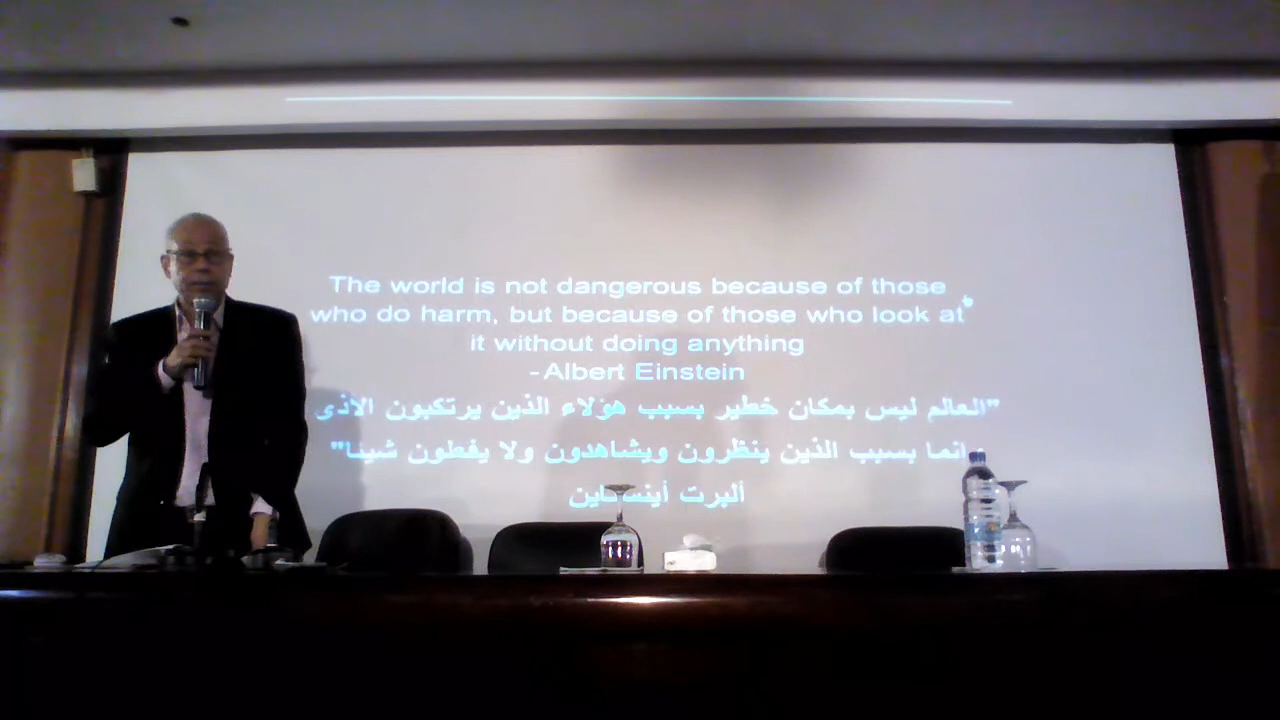 The world is not dangerous because of those
who do harm, but because of those who look at
it without doing anything
-Albert Einstein
"العالم ليس بمكان خطير بسبب هؤلاء الذين يرتكبون الاذى
وانما بسبب الذين ينظرون ويشاهدون ولا يفعلون شيئا"
ألبرت أينشتاين